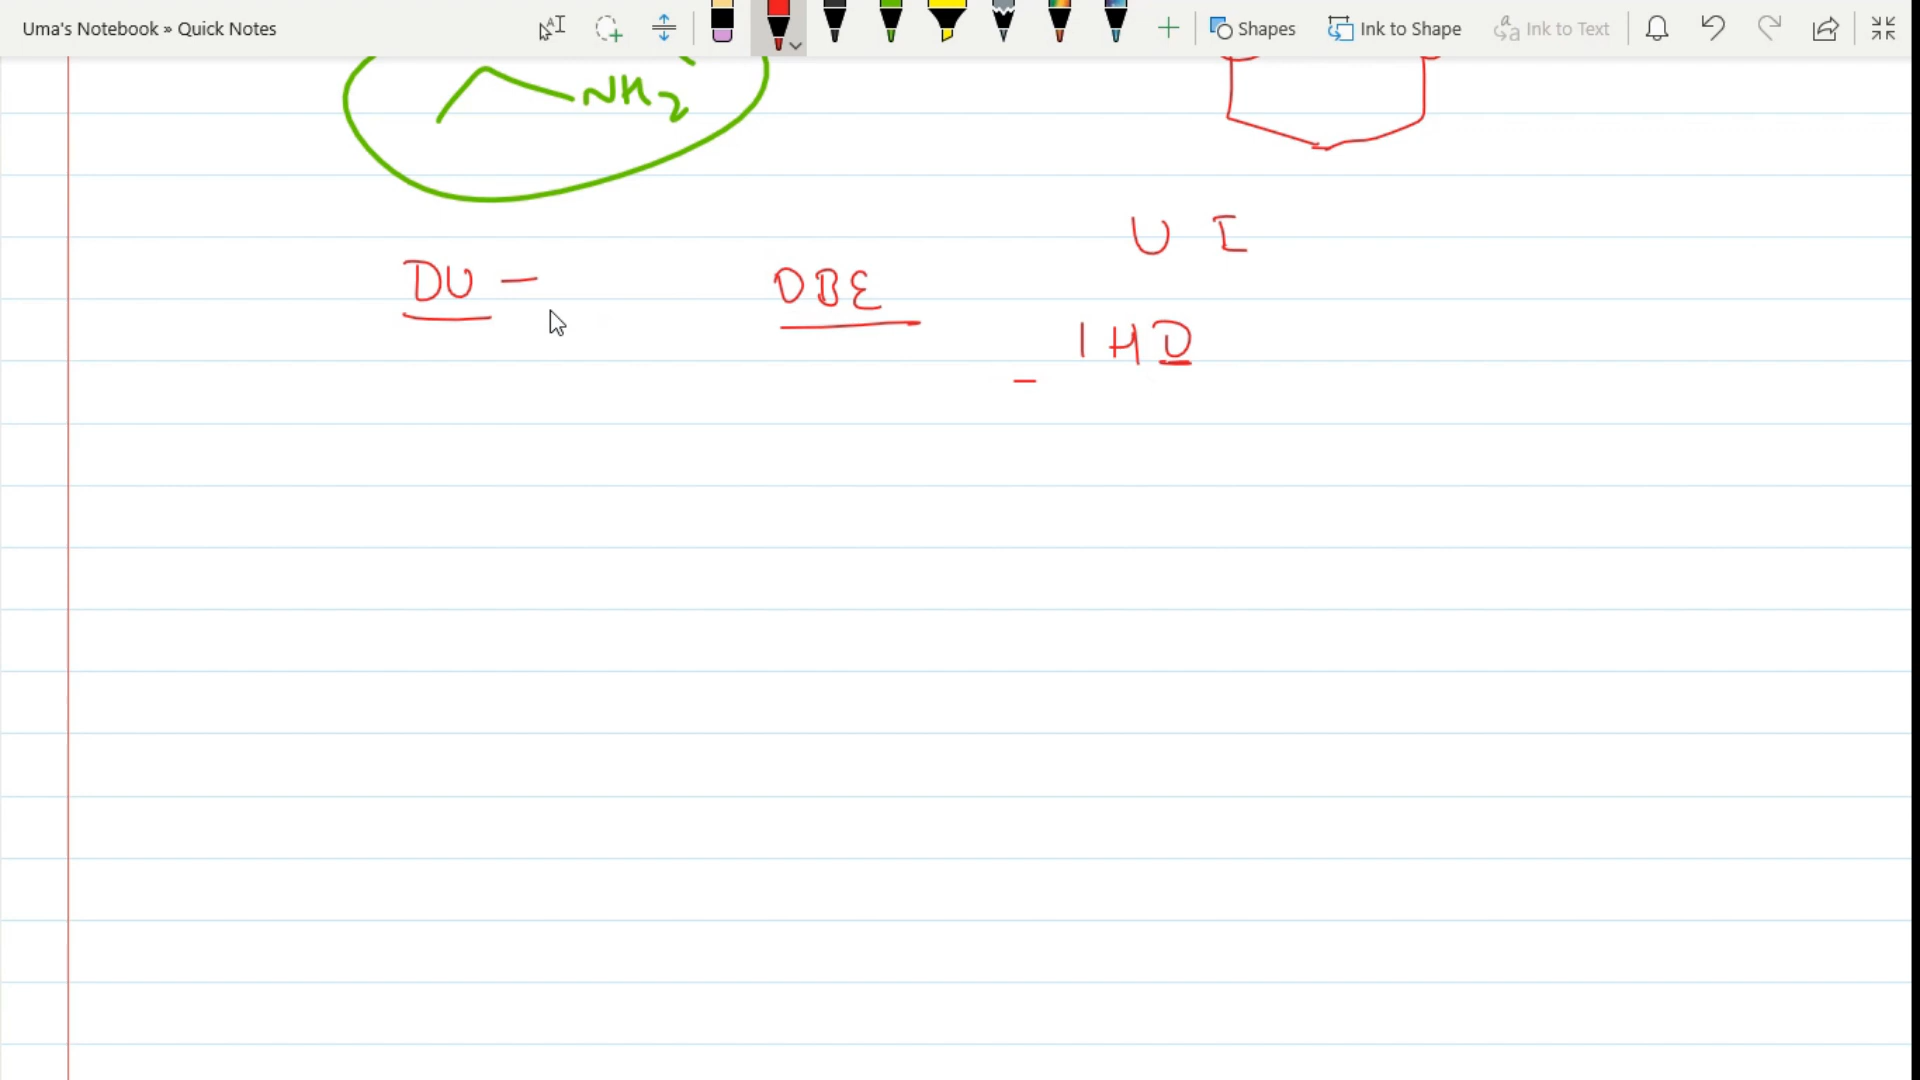 Uma's Notebook » Quick Notes
Shapes
Ink to Shape
Ink to Text
NH2
U I
DU -
DBE
IHD